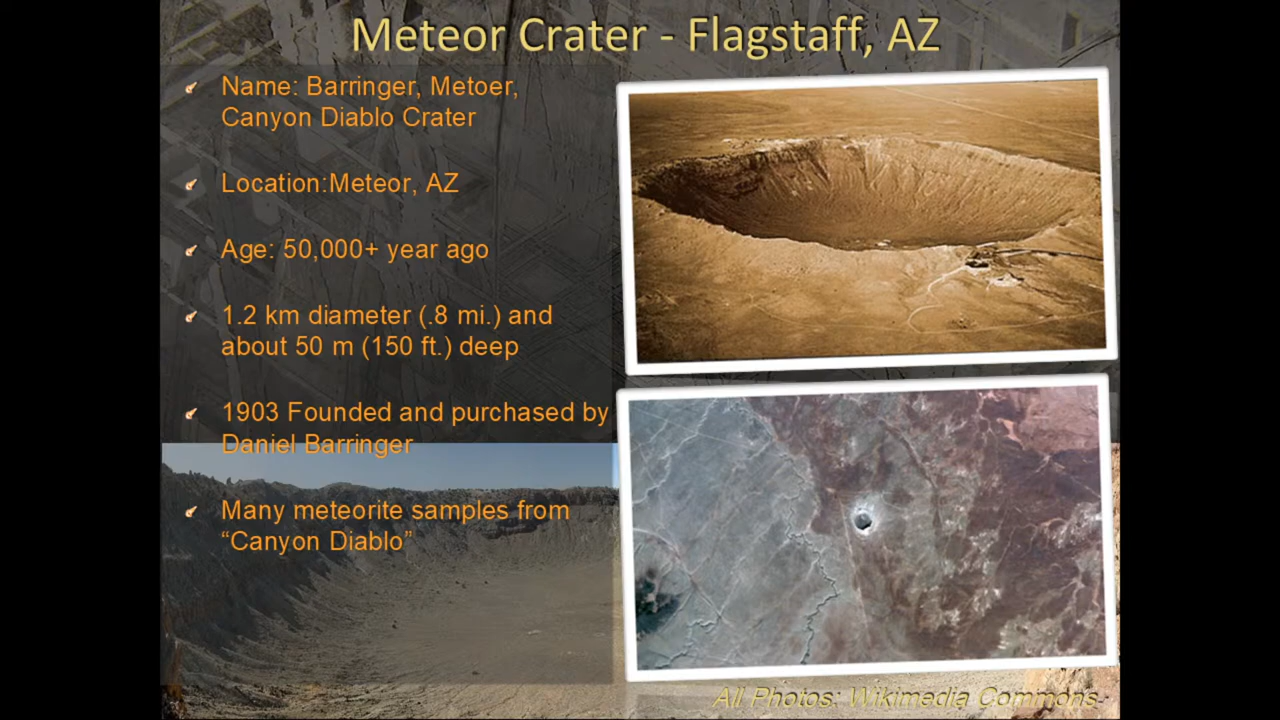 Meteor Crater - Flagstaff, AZ
Name: Barringer, Metoer,
Canyon Diablo Crater
Location:Meteor, AZ
Age: 50,000+ year ago
1.2 km diameter (.8 mi.) and
about 50 m (150 ft.) deep
1903 Founded and purchased by
Daniel Barringer
Many meteorite samples from
“Canyon Diablo”
All Photos: Wikimedia Commons